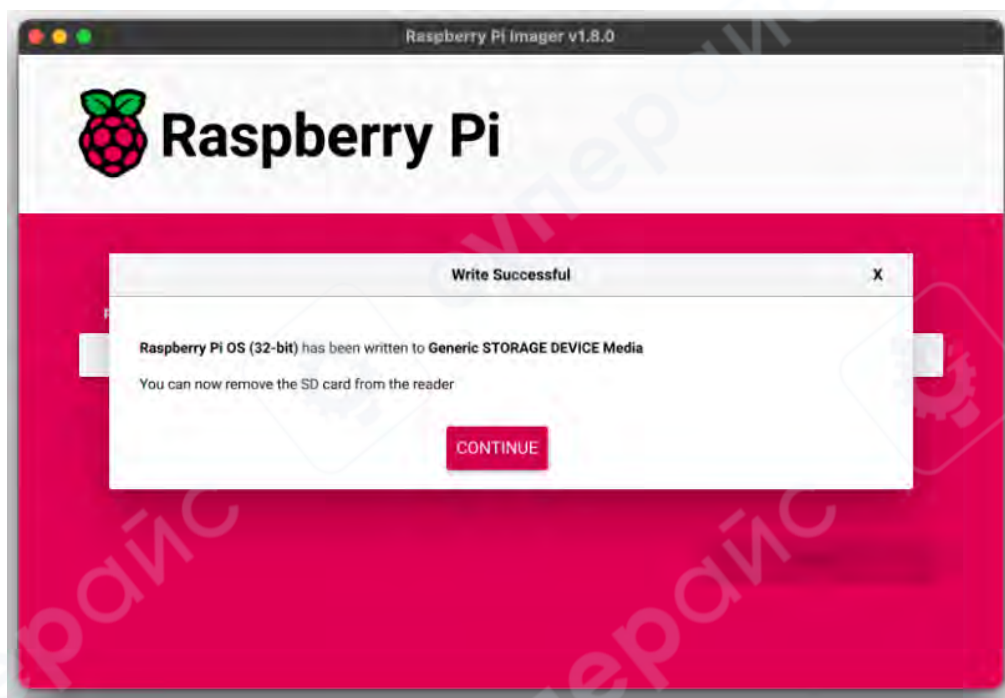 Raspberry Pi Imager v1.8.0
Raspberry Pi
Write Successful
X
Raspberry Pi OS (32-bit) has been written to Generic STORAGE DEVICE Media
You can now remove the SD card from the reader
CONTINUE